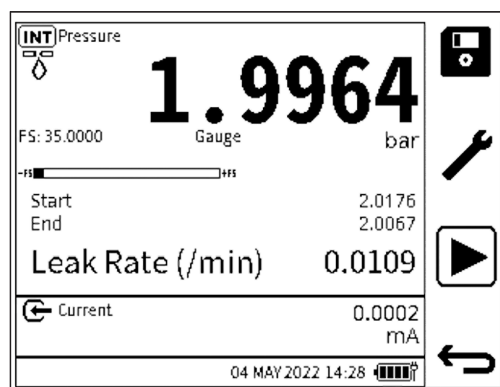 INT Pressure
1.9964
FS: 35.0000 Gauge bar
-FS +FS
Start 2.0176
End 2.0067
Leak Rate (/min) 0.0109
Current 0.0002
mA
04 MAY 2022 14:28